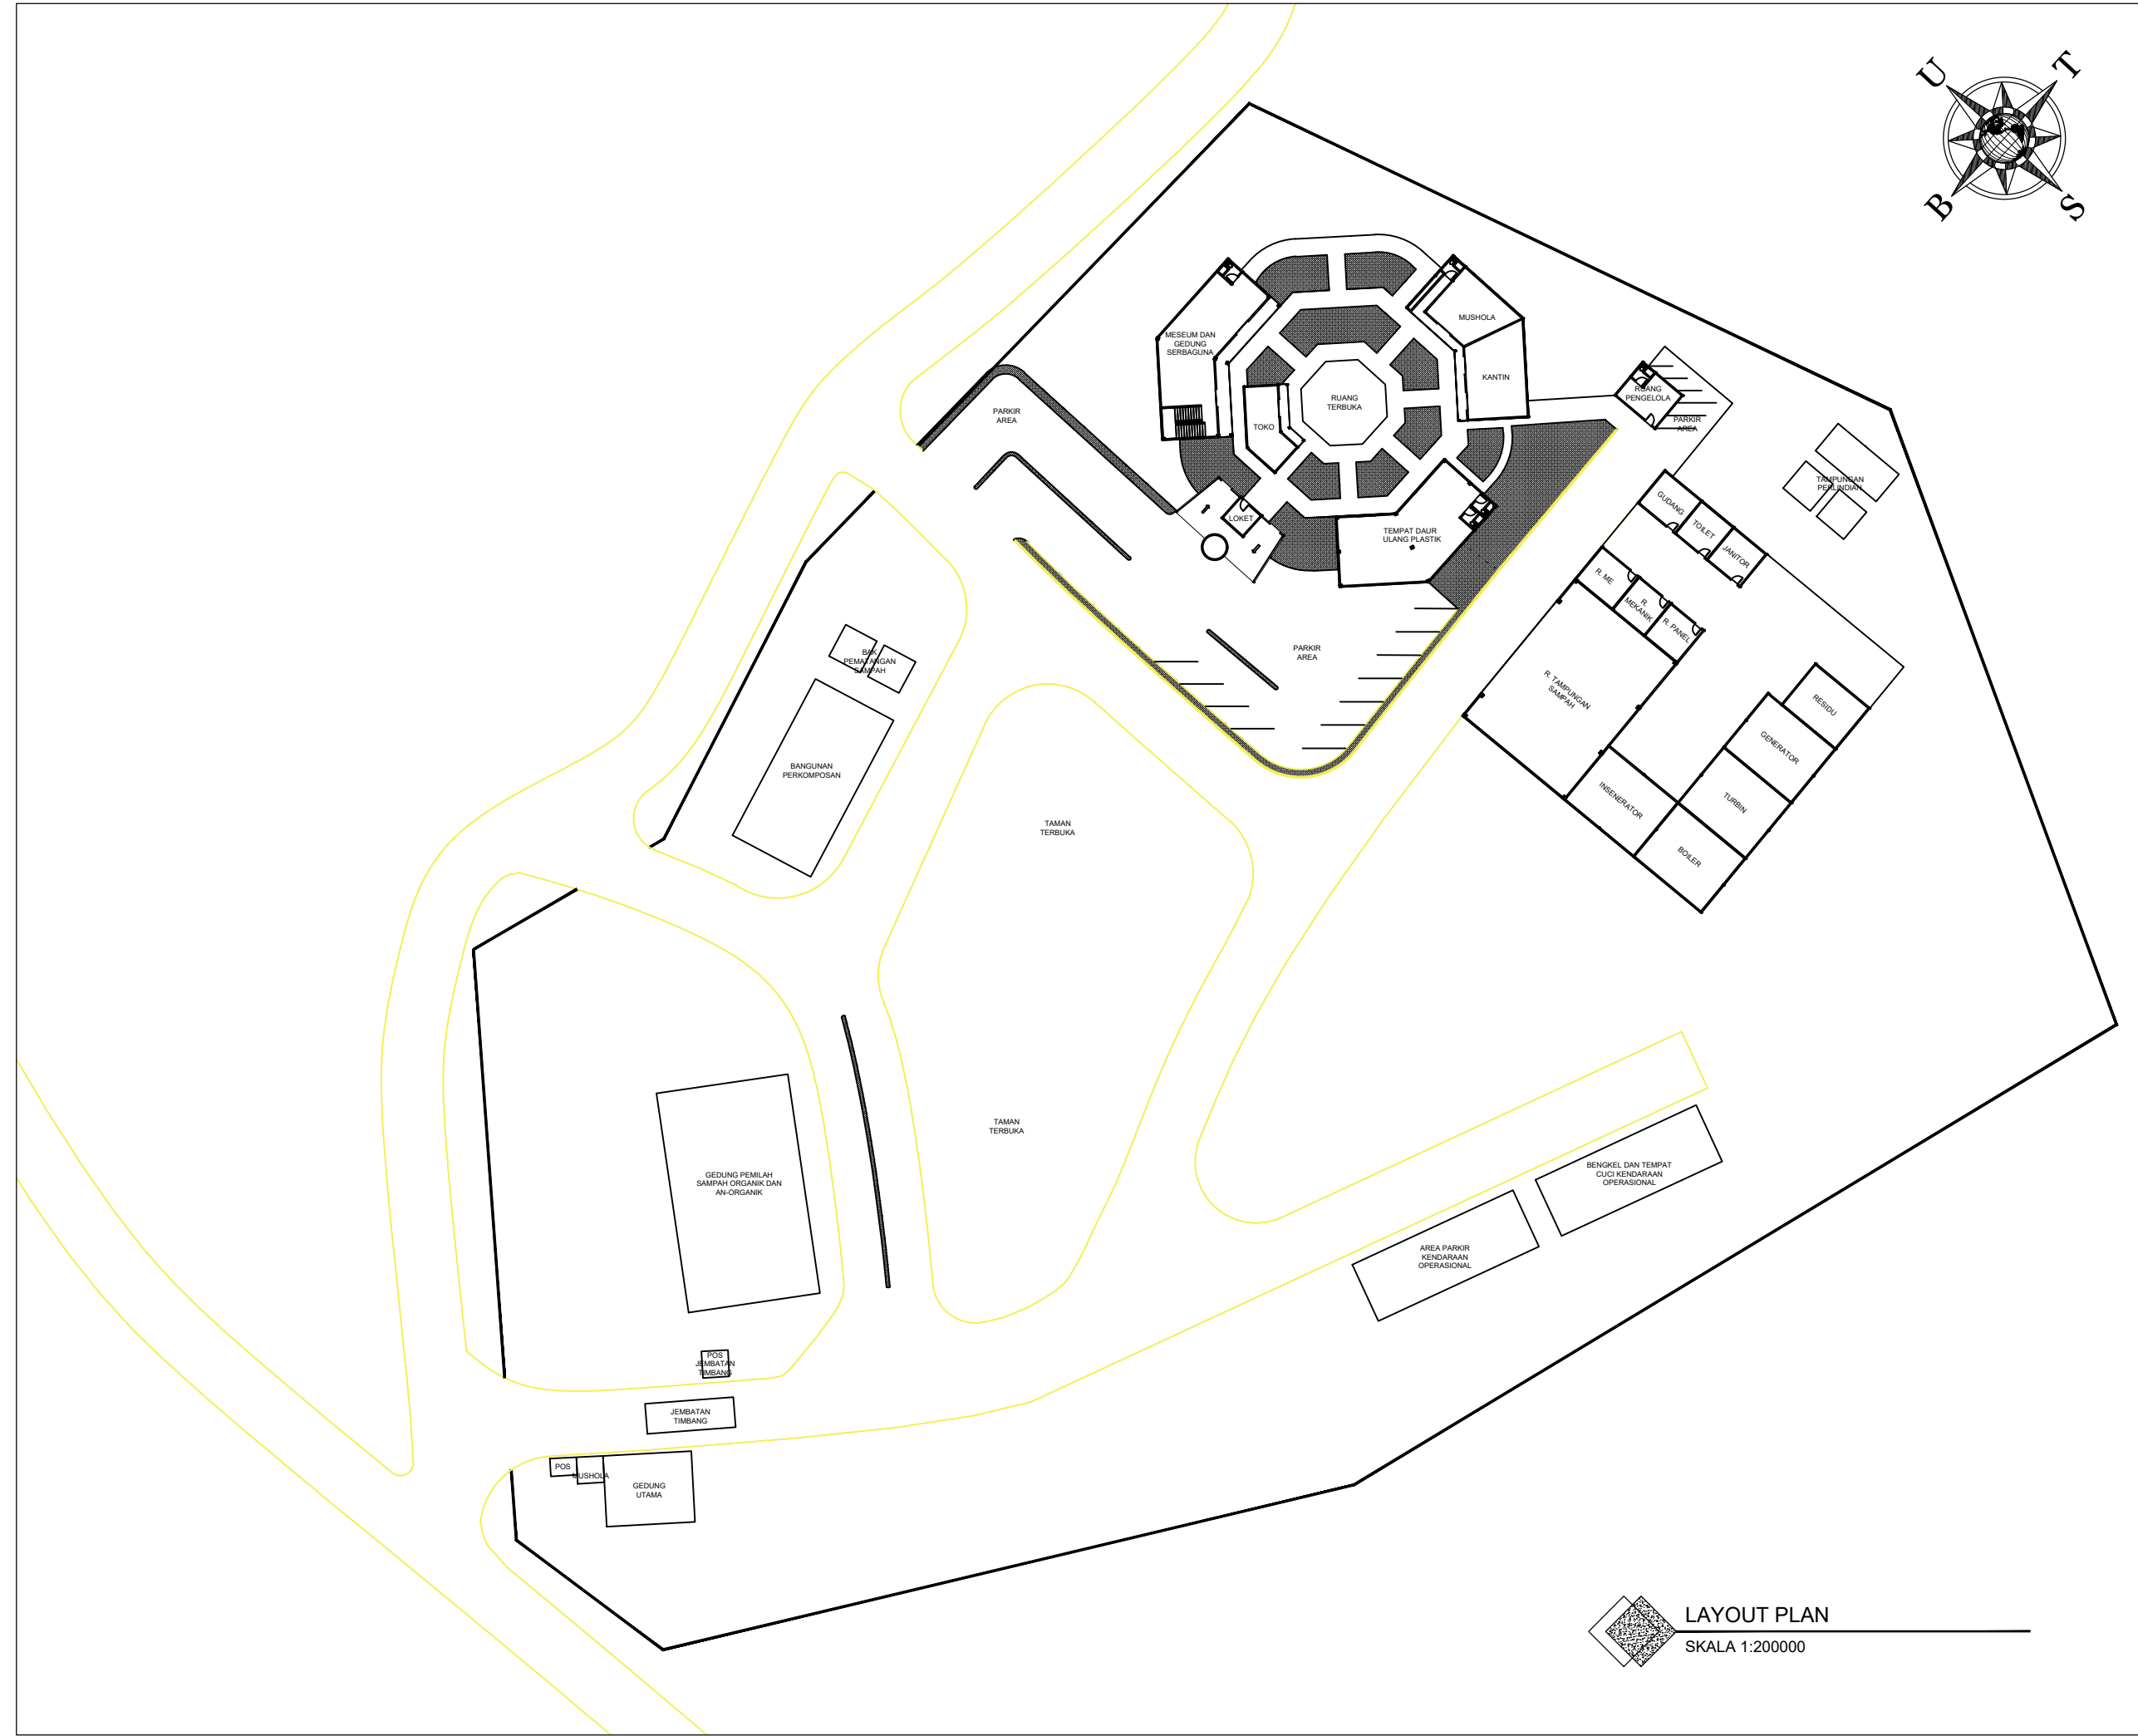 U
T
B
S
MESEUM DAN
GEDUNG
SERBAGUNA
MUSHOLA
KANTIN
RUANG
TERBUKA
TOKO
RUANG
PENGELOLA
PARKIR
AREA
PARKIR
AREA
TAMPUNGAN
PERLINDIAN
LOKET
TEMPAT DAUR
ULANG PLASTIK
GUDANG
TOILET
JANITOR
R. ME
R.
MEKANIK
R. PANEL
PARKIR
AREA
BAK
PEMATANGAN
SAMPAH
R. TAMPUNGAN
SAMPAH
RESIDU
GENERATOR
TURBIN
INSENERATOR
BOILER
BANGUNAN
PERKOMPOSAN
TAMAN
TERBUKA
TAMAN
TERBUKA
GEDUNG PEMILAH
SAMPAH ORGANIK DAN
AN-ORGANIK
BENGKEL DAN TEMPAT
CUCI KENDARAAN
OPERASIONAL
AREA PARKIR
KENDARAAN
OPERASIONAL
POS
JEMBATAN
TIMBANG
JEMBATAN
TIMBANG
POS
MUSHOLA
GEDUNG
UTAMA
LAYOUT PLAN
SKALA 1:200000